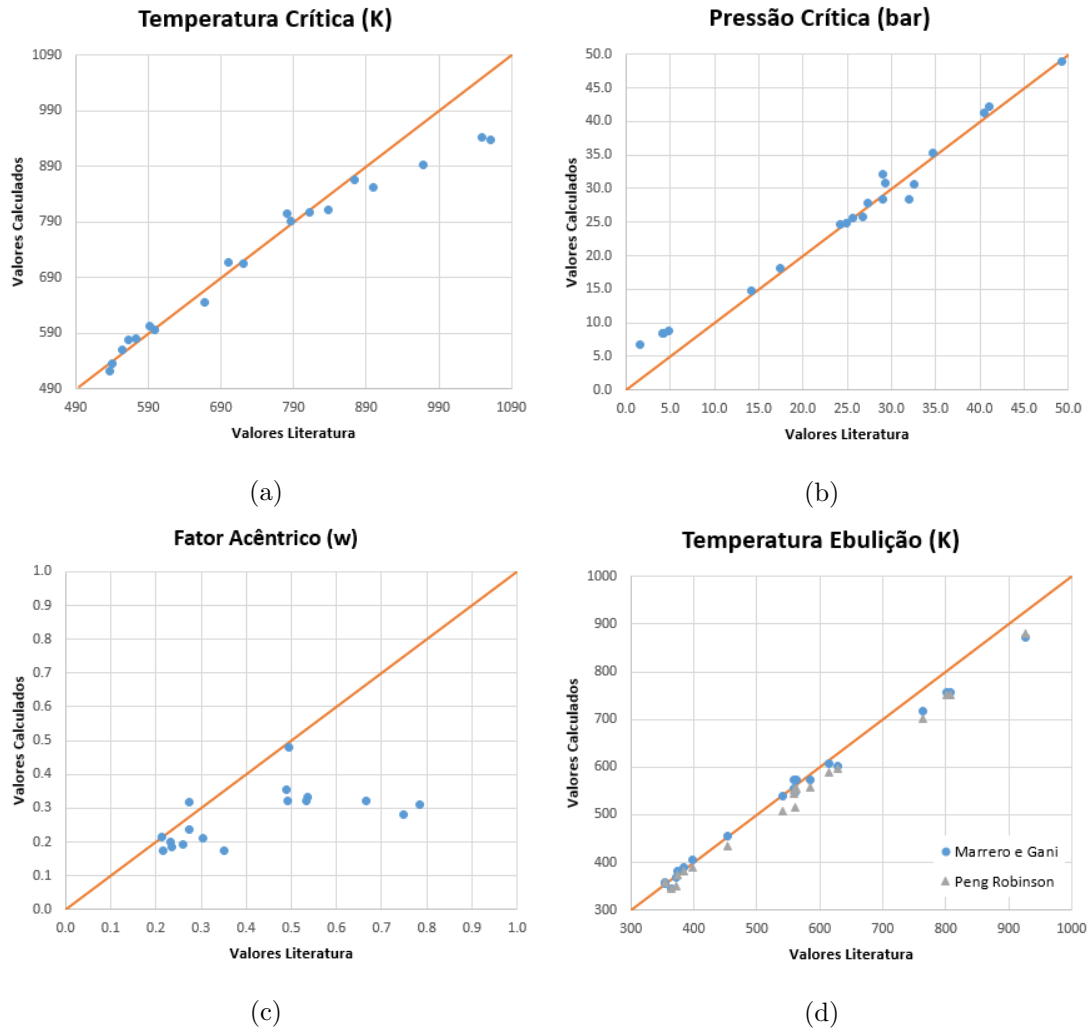 Temperatura Crítica (K)
1090
990
890
790
690
590
490
490 590 690 790 890 990 1090
Valores Calculados
Valores Literatura
(a)
Pressão Crítica (bar)
50.0
45.0
40.0
35.0
30.0
25.0
20.0
15.0
10.0
5.0
0.0
0.0 5.0 10.0 15.0 20.0 25.0 30.0 35.0 40.0 45.0 50.0
Valores Calculados
Valores Literatura
(b)
Fator Acêntrico (w)
1.0
0.9
0.8
0.7
0.6
0.5
0.4
0.3
0.2
0.1
0.0
0.0 0.1 0.2 0.3 0.4 0.5 0.6 0.7 0.8 0.9 1.0
Valores Calculados
Valores Literatura
(c)
Temperatura Ebulição (K)
1000
900
800
700
600
500
400
300
300 400 500 600 700 800 900 1000
Valores Calculados
Valores Literatura
Marrero e Gani
Peng Robinson
(d)